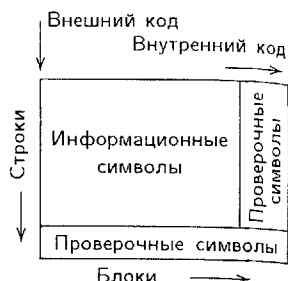 Внешний код
Внутренний код
Строки
Информационные
символы
Проверочные
символы
Проверочные символы
Блоки